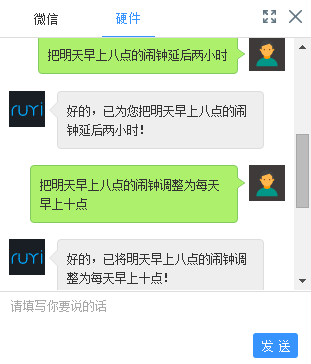 微信
硬件
把明天早上八点的闹钟延后两小时
ruyi
好的，已为您把明天早上八点的闹
钟延后两小时！
把明天早上八点的闹钟调整为每天
早上十点
ruyi
好的，已将明天早上八点的闹钟调
整为每天早上十点！
请填写你要说的话
发 送